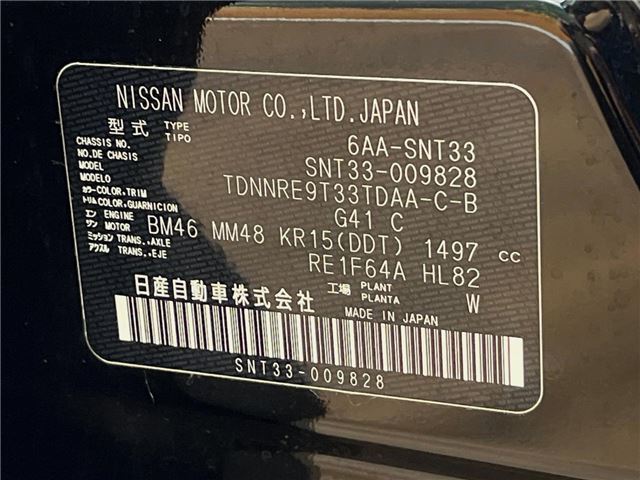 NISSAN MOTOR CO.,LTD.JAPAN
型式 TYPE TIPO 6AA-SNT33
CHASSIS NO. NO.DE CHASIS SNT33-009828
MODEL MODELO TDNNRE9T33TDAA-C-B
カラー COLOR,TRIM トリム COLOR,GUARNICION G41 C
エンジン ENGINE MOTOR BM46 MM48 KR15(DDT) 1497 cc
ミッション TRANS.,AXLE アクスル TRANS.,EJE RE1F64A HL82
日産自動車株式会社 工場 PLANT PLANTA W
MADE IN JAPAN
SNT33-009828